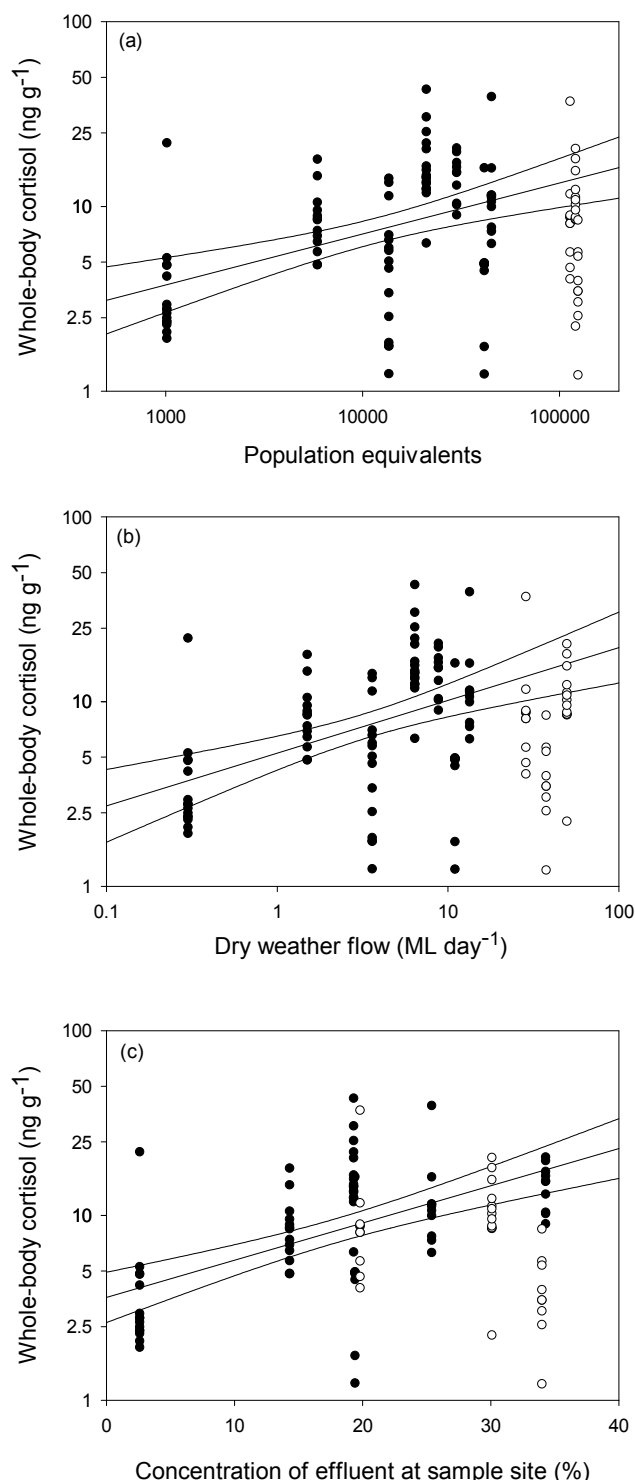 (a)
Whole-body cortisol (ng g⁻¹)
100
50
25
10
5
2.5
1
1000 10000 100000
Population equivalents
(b)
Whole-body cortisol (ng g⁻¹)
100
50
25
10
5
2.5
1
0.1 1 10 100
Dry weather flow (ML day⁻¹)
(c)
Whole-body cortisol (ng g⁻¹)
100
50
25
10
5
2.5
1
0 10 20 30 40
Concentration of effluent at sample site (%)